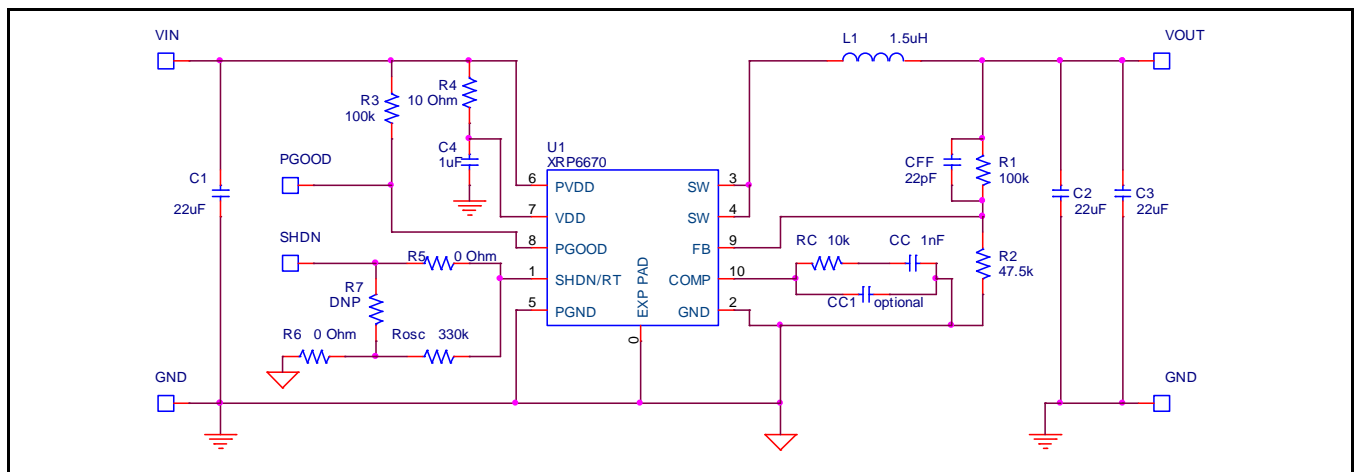 VIN
L1 1.5uH
VOUT
R3
100k
R4
10 Ohm
C4
1uF
PGOOD
U1
XRP6670
CFF
22pF
R1
100k
C1
22uF
6 PVDD
SW 3
C2
22uF
C3
22uF
7 VDD
SW 4
8 PGOOD
FB 9
SHDN
R5 0 Ohm
RC 10k
CC 1nF
R2
47.5k
1 SHDN/RT
COMP 10
R7
DNP
CC1 optional
5 PGND
EXP PAD
GND 2
R6 0 Ohm
Rosc 330k
0
GND
GND